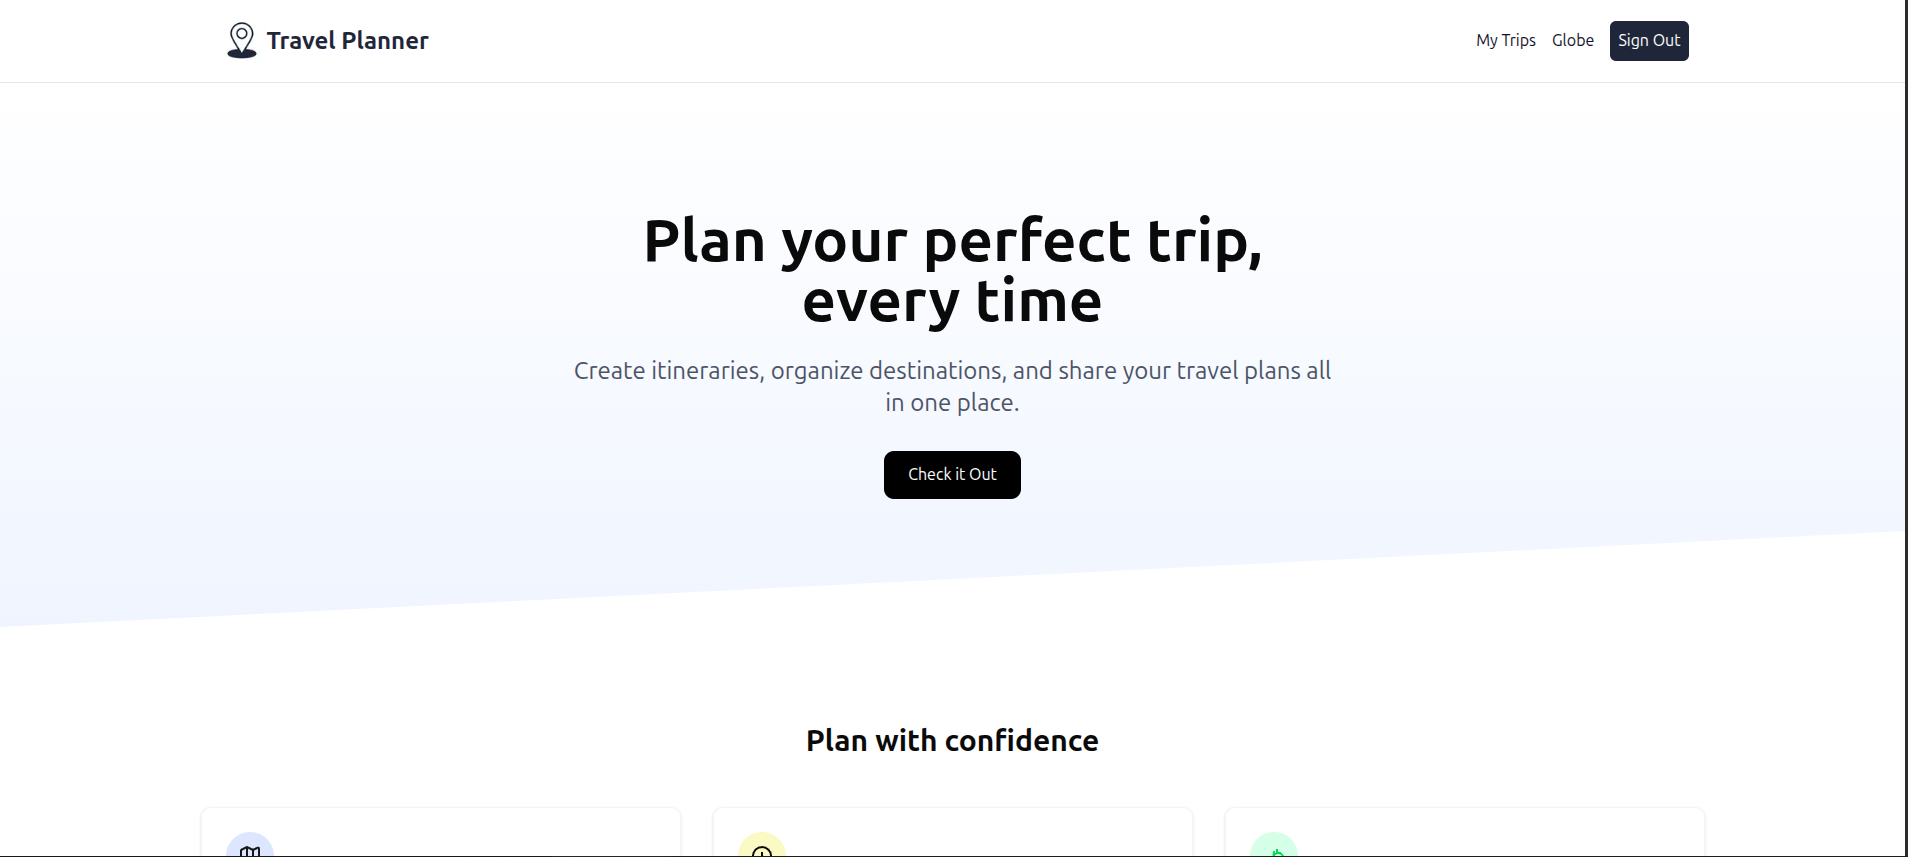 Travel Planner
My Trips
Globe
Sign Out
Plan your perfect trip,
every time
Create itineraries, organize destinations, and share your travel plans all
in one place.
Check it Out
Plan with confidence